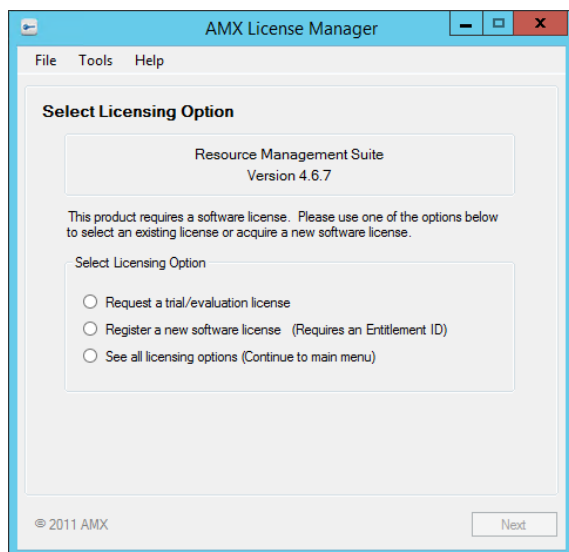 AMX License Manager
File Tools Help
Select Licensing Option
Resource Management Suite
Version 4.6.7
This product requires a software license. Please use one of the options below
to select an existing license or acquire a new software license.
Select Licensing Option
Request a trial/evaluation license
Register a new software license (Requires an Entitlement ID)
See all licensing options (Continue to main menu)
© 2011 AMX
Next